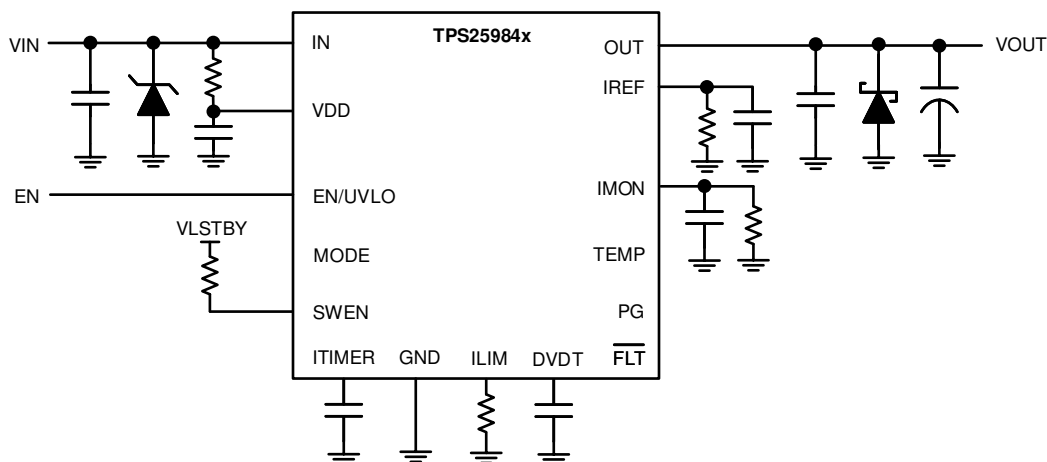 TPS25984x
VIN
IN
OUT
VOUT
IREF
VDD
EN
EN/UVLO
IMON
VLSTBY
MODE
TEMP
SWEN
PG
ITIMER
GND
ILIM
DVDT
FLT